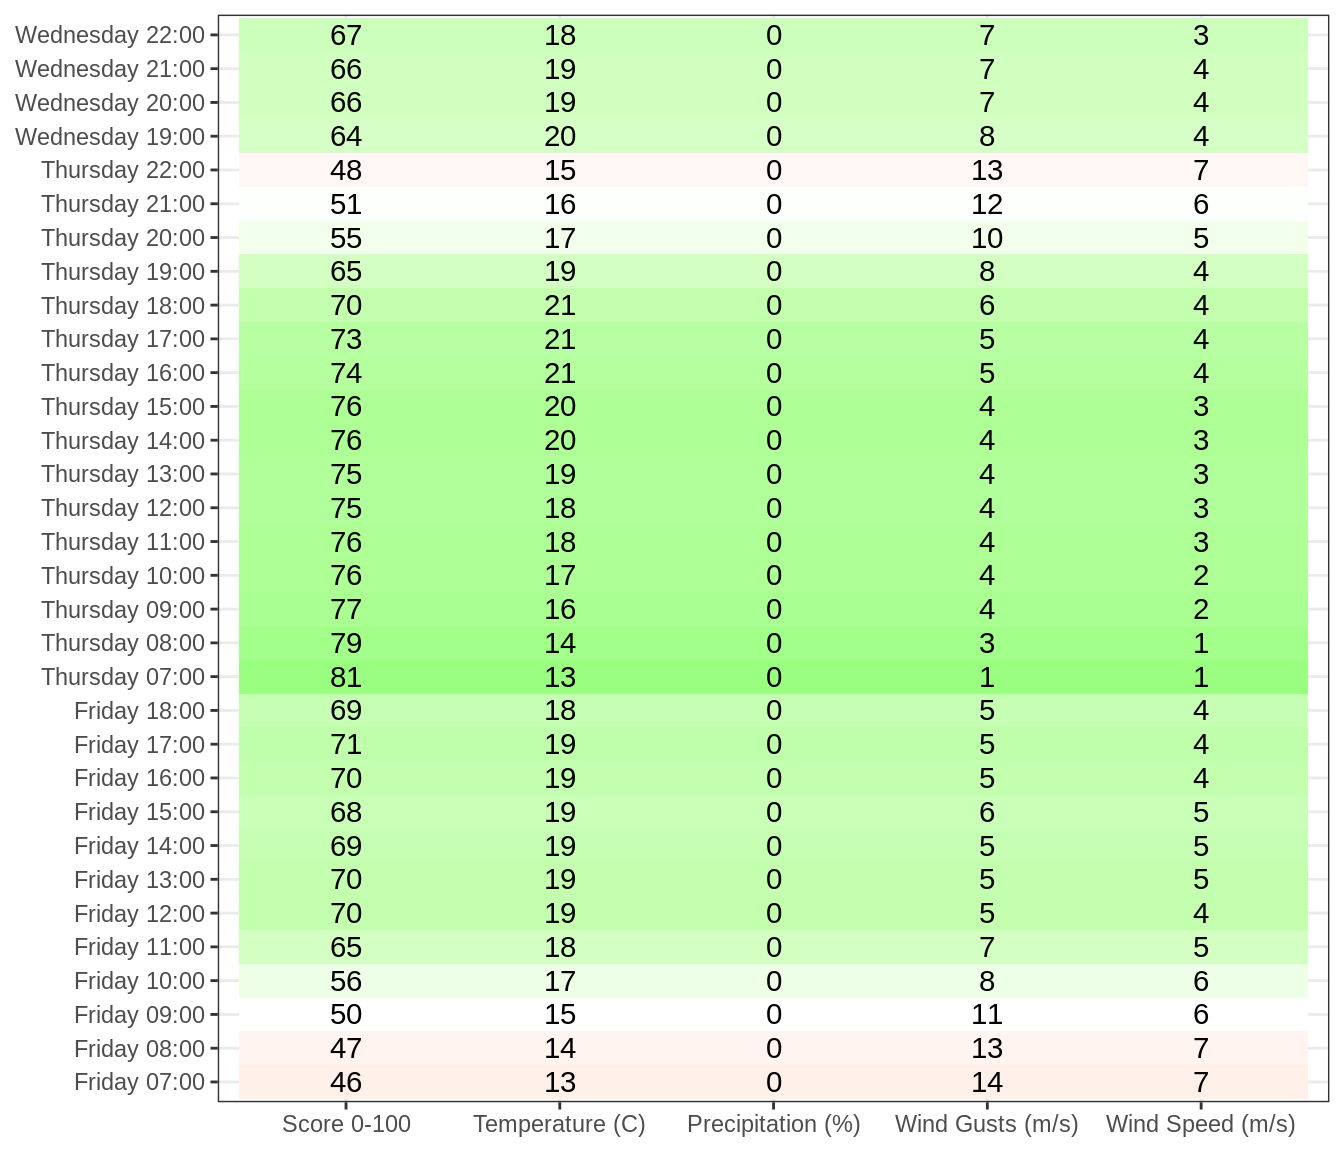 Wednesday 22:00 67 18 0 7 3
Wednesday 21:00 66 19 0 7 4
Wednesday 20:00 66 19 0 7 4
Wednesday 19:00 64 20 0 8 4
Thursday 22:00 48 15 0 13 7
Thursday 21:00 51 16 0 12 6
Thursday 20:00 55 17 0 10 5
Thursday 19:00 65 19 0 8 4
Thursday 18:00 70 21 0 6 4
Thursday 17:00 73 21 0 5 4
Thursday 16:00 74 21 0 5 4
Thursday 15:00 76 20 0 4 3
Thursday 14:00 76 20 0 4 3
Thursday 13:00 75 19 0 4 3
Thursday 12:00 75 18 0 4 3
Thursday 11:00 76 18 0 4 3
Thursday 10:00 76 17 0 4 2
Thursday 09:00 77 16 0 4 2
Thursday 08:00 79 14 0 3 1
Thursday 07:00 81 13 0 1 1
Friday 18:00 69 18 0 5 4
Friday 17:00 71 19 0 5 4
Friday 16:00 70 19 0 5 4
Friday 15:00 68 19 0 6 5
Friday 14:00 69 19 0 5 5
Friday 13:00 70 19 0 5 5
Friday 12:00 70 19 0 5 4
Friday 11:00 65 18 0 7 5
Friday 10:00 56 17 0 8 6
Friday 09:00 50 15 0 11 6
Friday 08:00 47 14 0 13 7
Friday 07:00 46 13 0 14 7
Score 0-100 Temperature (C) Precipitation (%) Wind Gusts (m/s) Wind Speed (m/s)